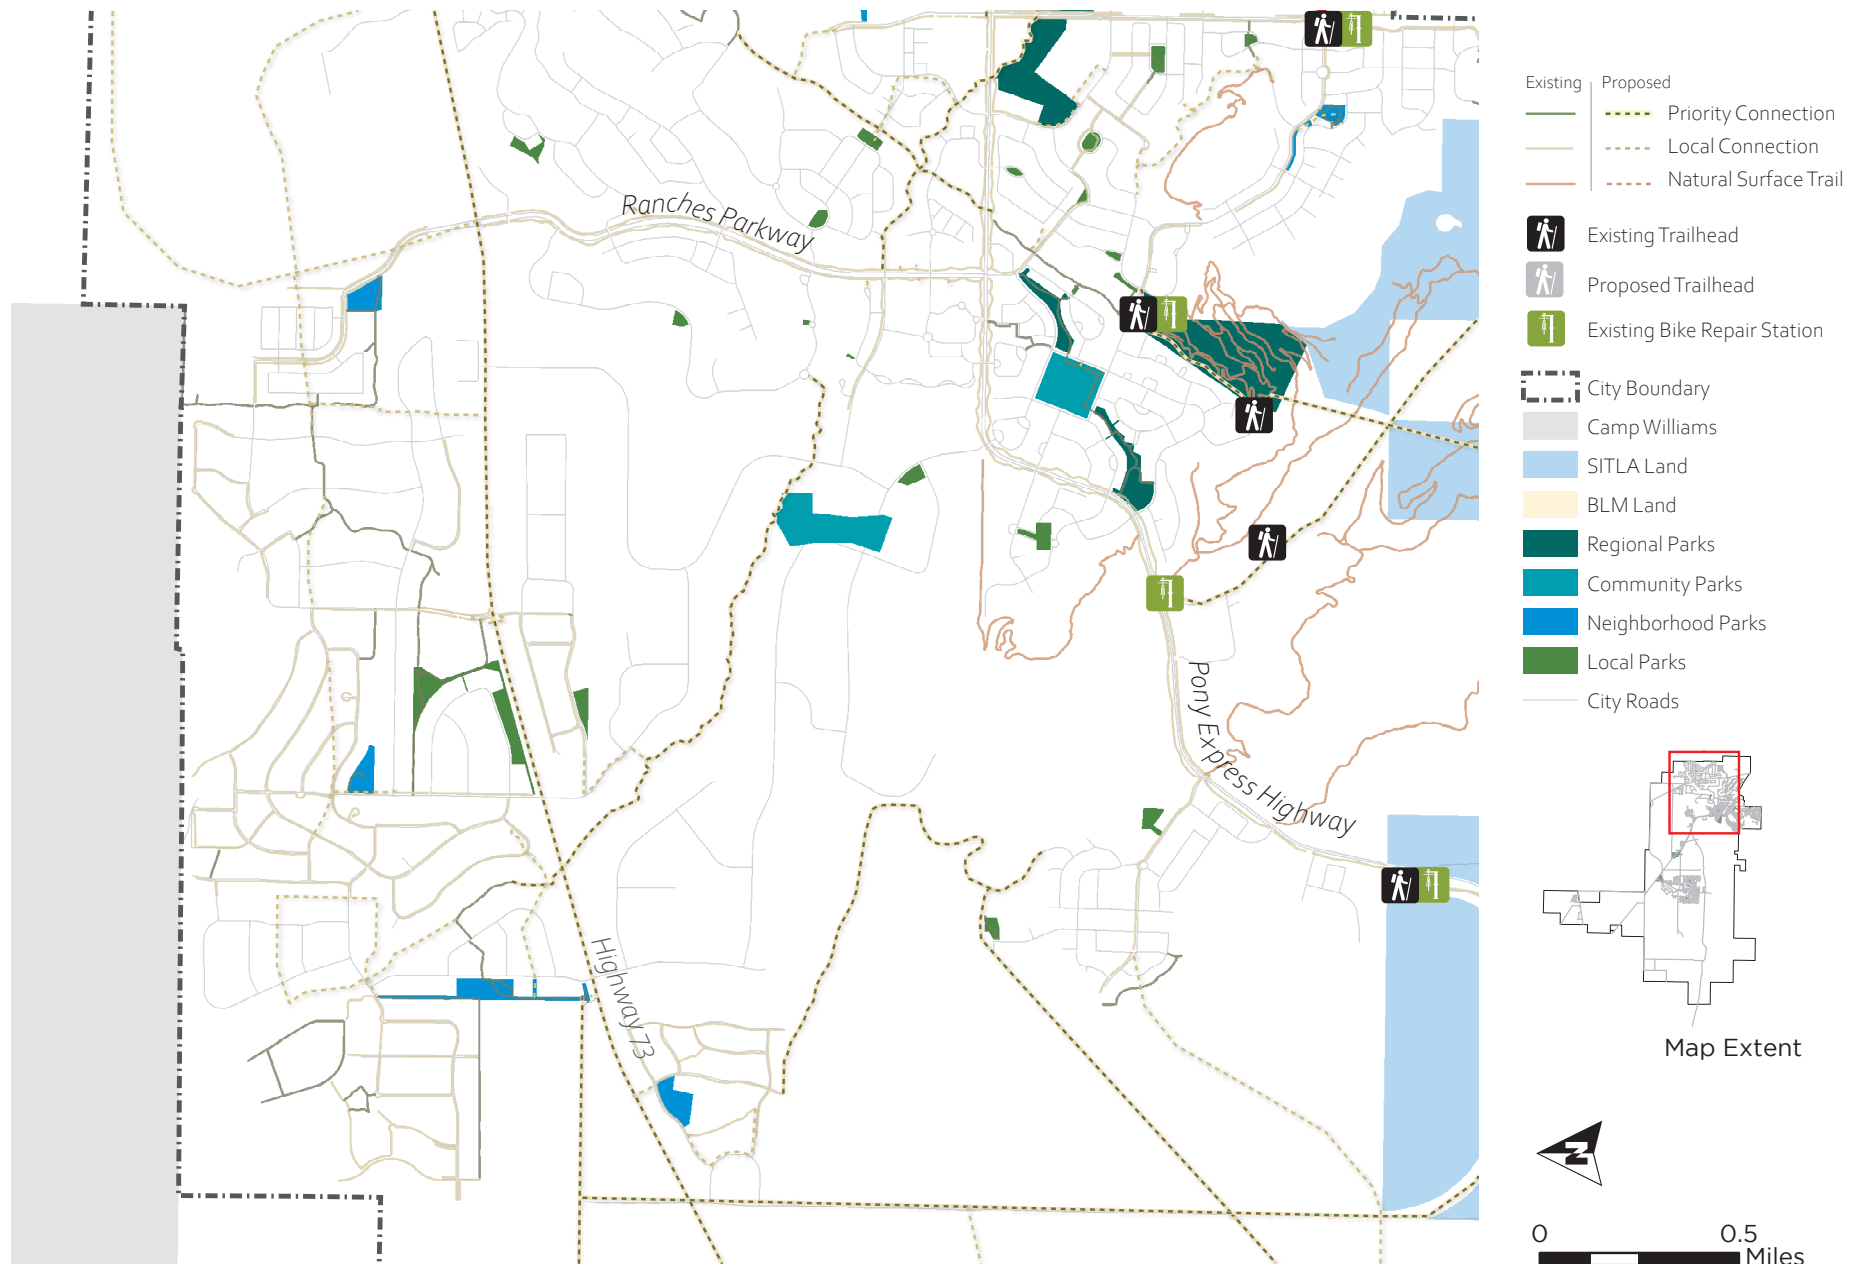 Ranches Parkway
Pony Express Highway
Highway 73
Existing
Proposed
Priority Connection
Local Connection
Natural Surface Trail
Existing Trailhead
Proposed Trailhead
Existing Bike Repair Station
City Boundary
Camp Williams
SITLA Land
BLM Land
Regional Parks
Community Parks
Neighborhood Parks
Local Parks
City Roads
Map Extent
N
0 0.5
Miles